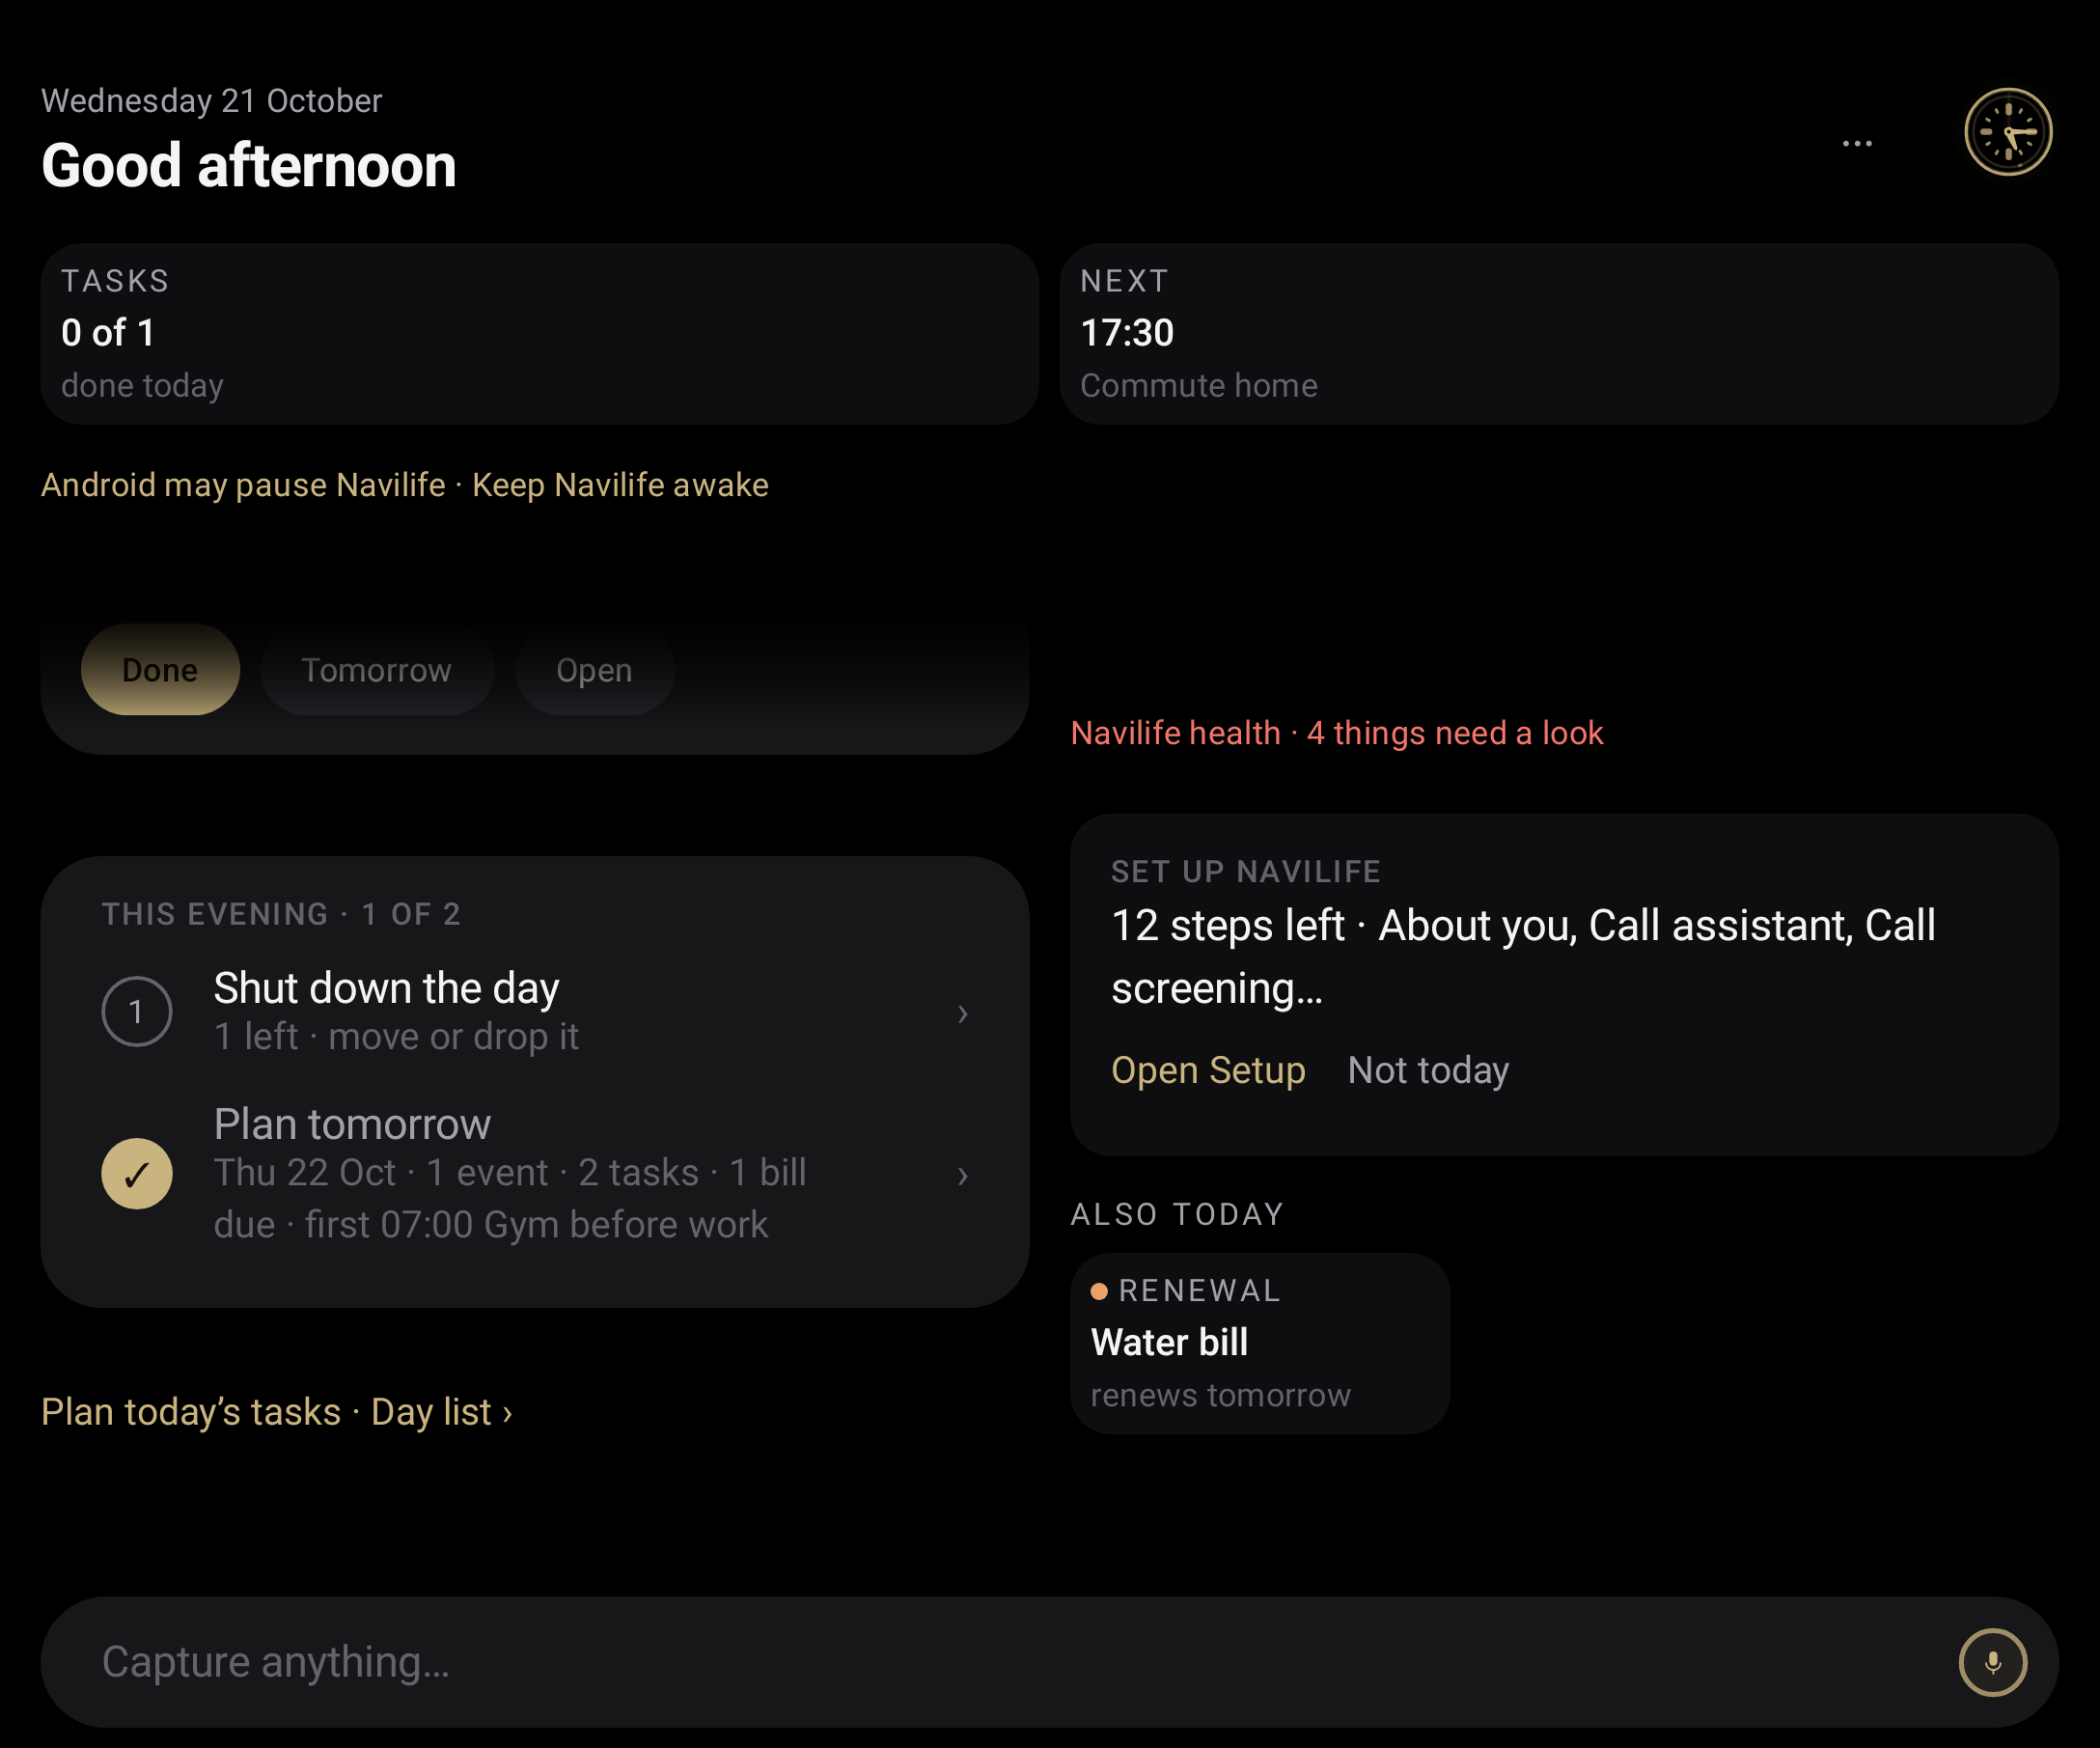 Wednesday 21 October
Good afternoon
...
TASKS
0 of 1
done today
NEXT
17:30
Commute home
Android may pause Navilife · Keep Navilife awake
Done
Tomorrow
Open
THIS EVENING · 1 OF 2
1
Shut down the day
1 left · move or drop it
›
✓
Plan tomorrow
Thu 22 Oct · 1 event · 2 tasks · 1 bill
due · first 07:00 Gym before work
›
Plan today’s tasks · Day list ›
Navilife health · 4 things need a look
SET UP NAVILIFE
12 steps left · About you, Call assistant, Call
screening…
Open Setup
Not today
ALSO TODAY
RENEWAL
Water bill
renews tomorrow
Capture anything…